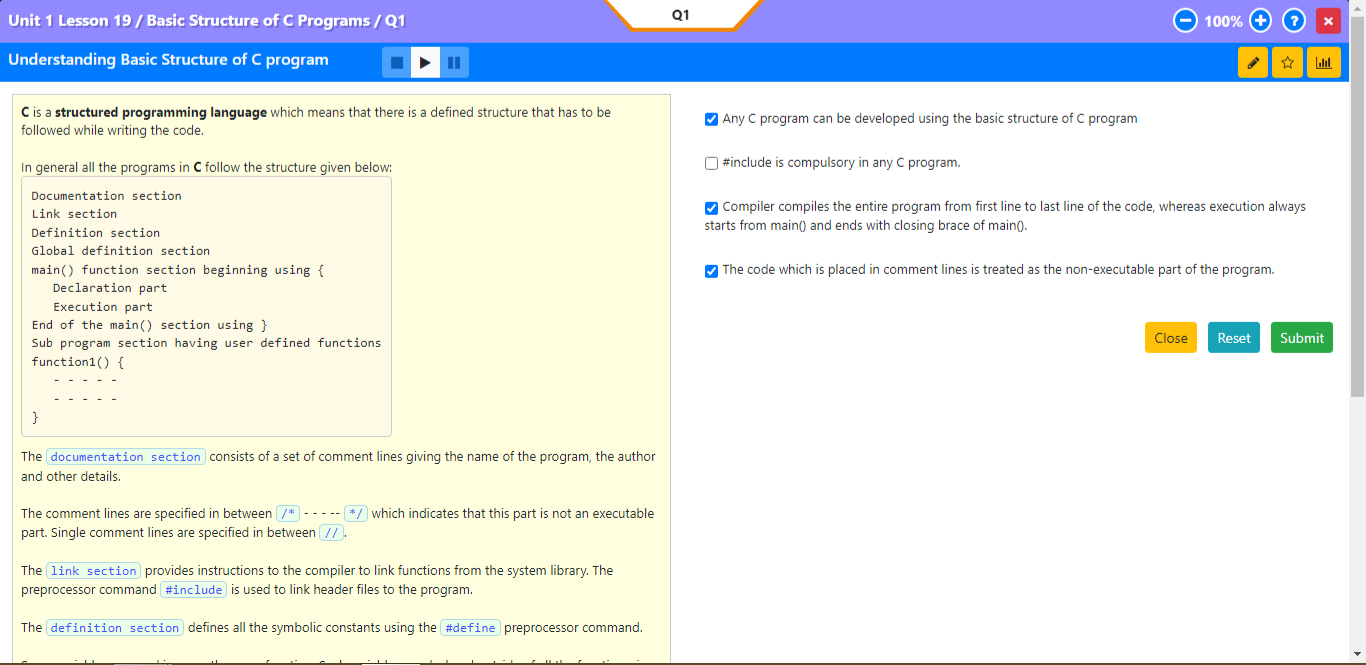 Unit 1 Lesson 19 / Basic Structure of C Programs / Q1
Q1
100%
?
Understanding Basic Structure of C program
C is a structured programming language which means that there is a defined structure that has to be
followed while writing the code.
In general all the programs in C follow the structure given below:
Documentation section
Link section
Definition section
Global definition section
main() function section beginning using {
Declaration part
Execution part
End of the main() section using }
Sub program section having user defined functions
function1() {
- - - - -
- - - - -
}
The documentation section consists of a set of comment lines giving the name of the program, the author
and other details.
The comment lines are specified in between /* - - - -- */ which indicates that this part is not an executable
part. Single comment lines are specified in between //.
The link section provides instructions to the compiler to link functions from the system library. The
preprocessor command #include is used to link header files to the program.
The definition section defines all the symbolic constants using the #define preprocessor command.
Any C program can be developed using the basic structure of C program
#include is compulsory in any C program.
Compiler compiles the entire program from first line to last line of the code, whereas execution always
starts from main() and ends with closing brace of main().
The code which is placed in comment lines is treated as the non-executable part of the program.
Close
Reset
Submit